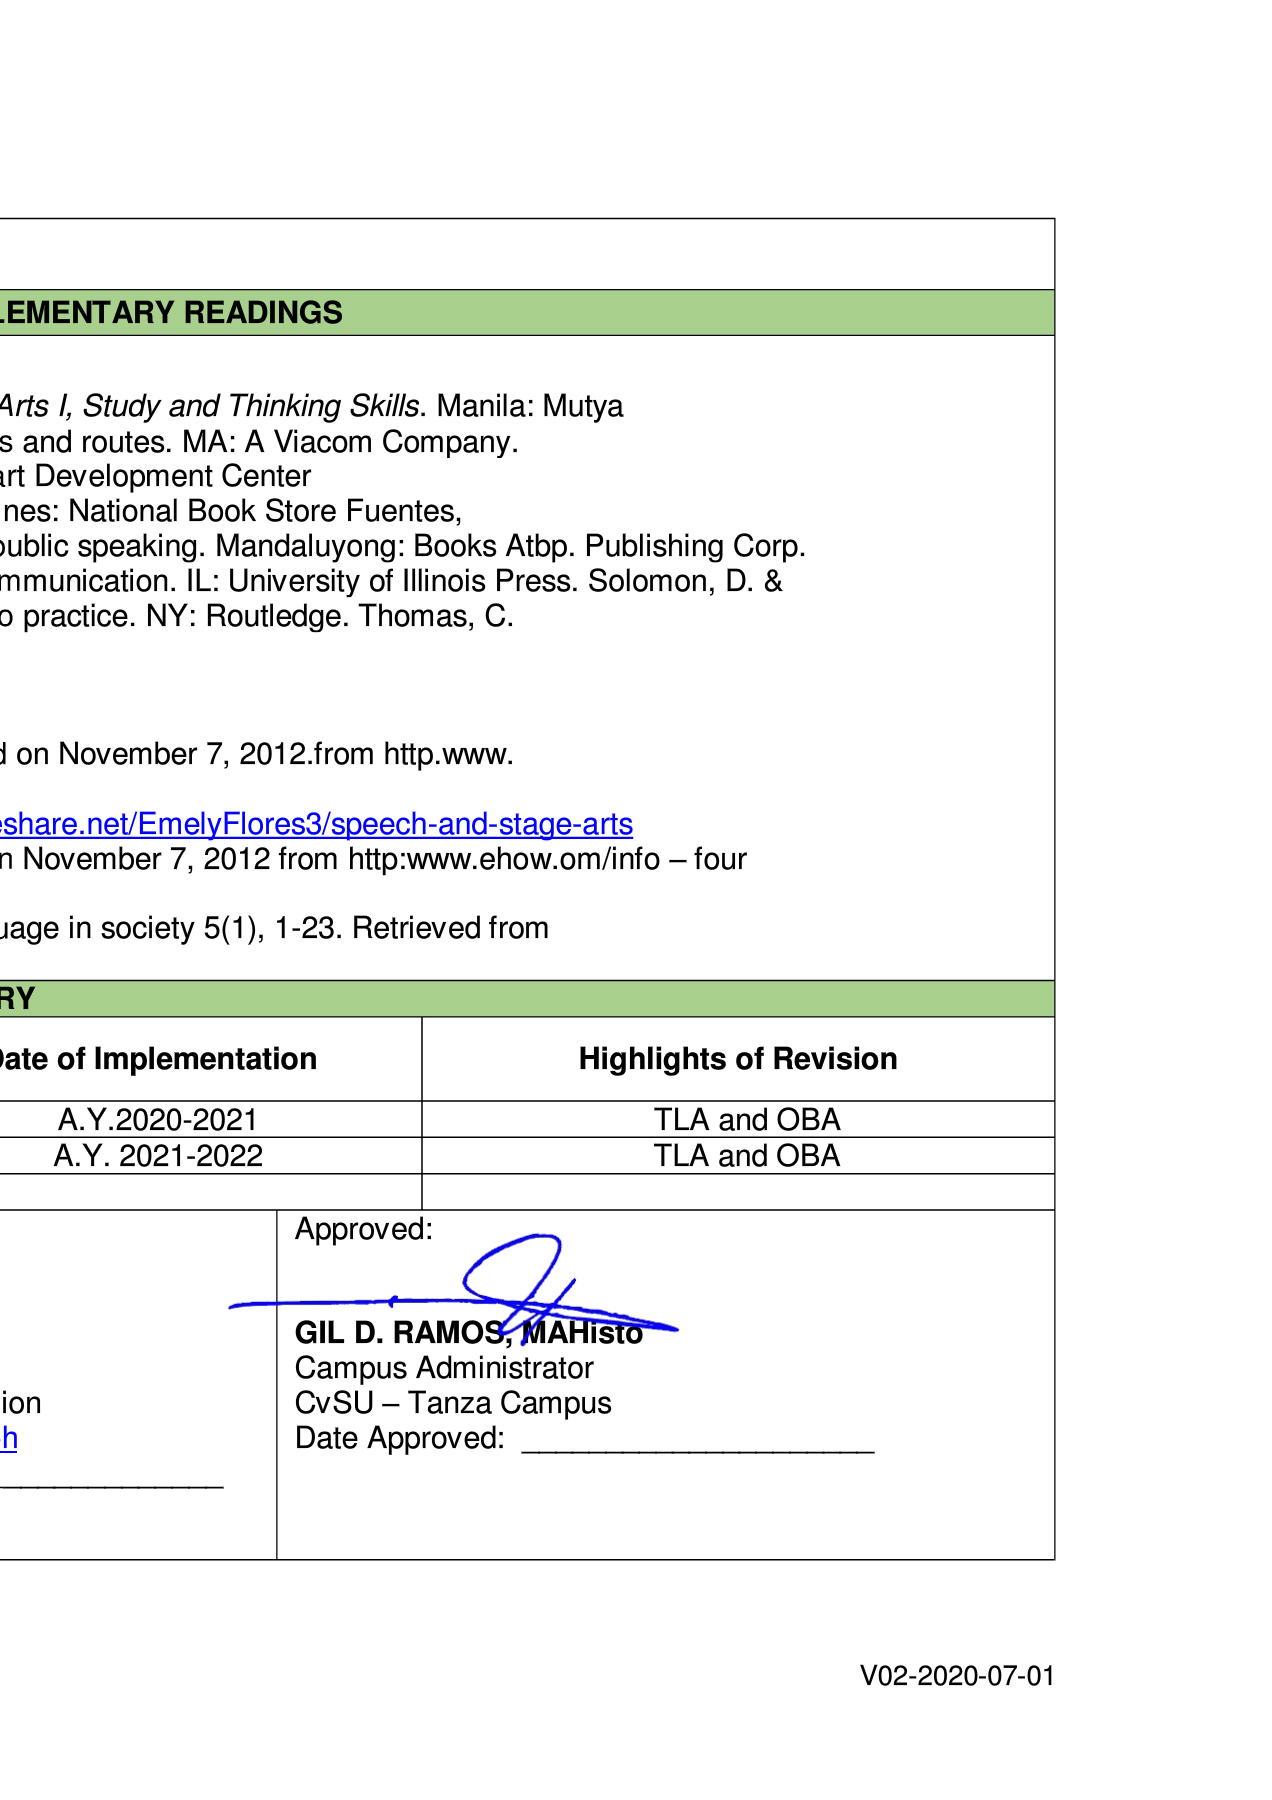 LEMENTARY READINGS
Arts I, Study and Thinking Skills. Manila: Mutya
s and routes. MA: A Viacom Company.
art Development Center
nes: National Book Store Fuentes,
public speaking. Mandaluyong: Books Atbp. Publishing Corp.
mmunication. IL: University of Illinois Press. Solomon, D. &
o practice. NY: Routledge. Thomas, C.
d on November 7, 2012.from http.www.
eshare.net/EmelyFlores3/speech-and-stage-arts
n November 7, 2012 from http:www.ehow.om/info – four
uage in society 5(1), 1-23. Retrieved from
RY
Date of Implementation Highlights of Revision
A.Y.2020-2021 TLA and OBA
A.Y. 2021-2022 TLA and OBA
Approved:
GIL D. RAMOS, MAHisto
Campus Administrator
ion CvSU – Tanza Campus
h Date Approved: _____________________
V02-2020-07-01